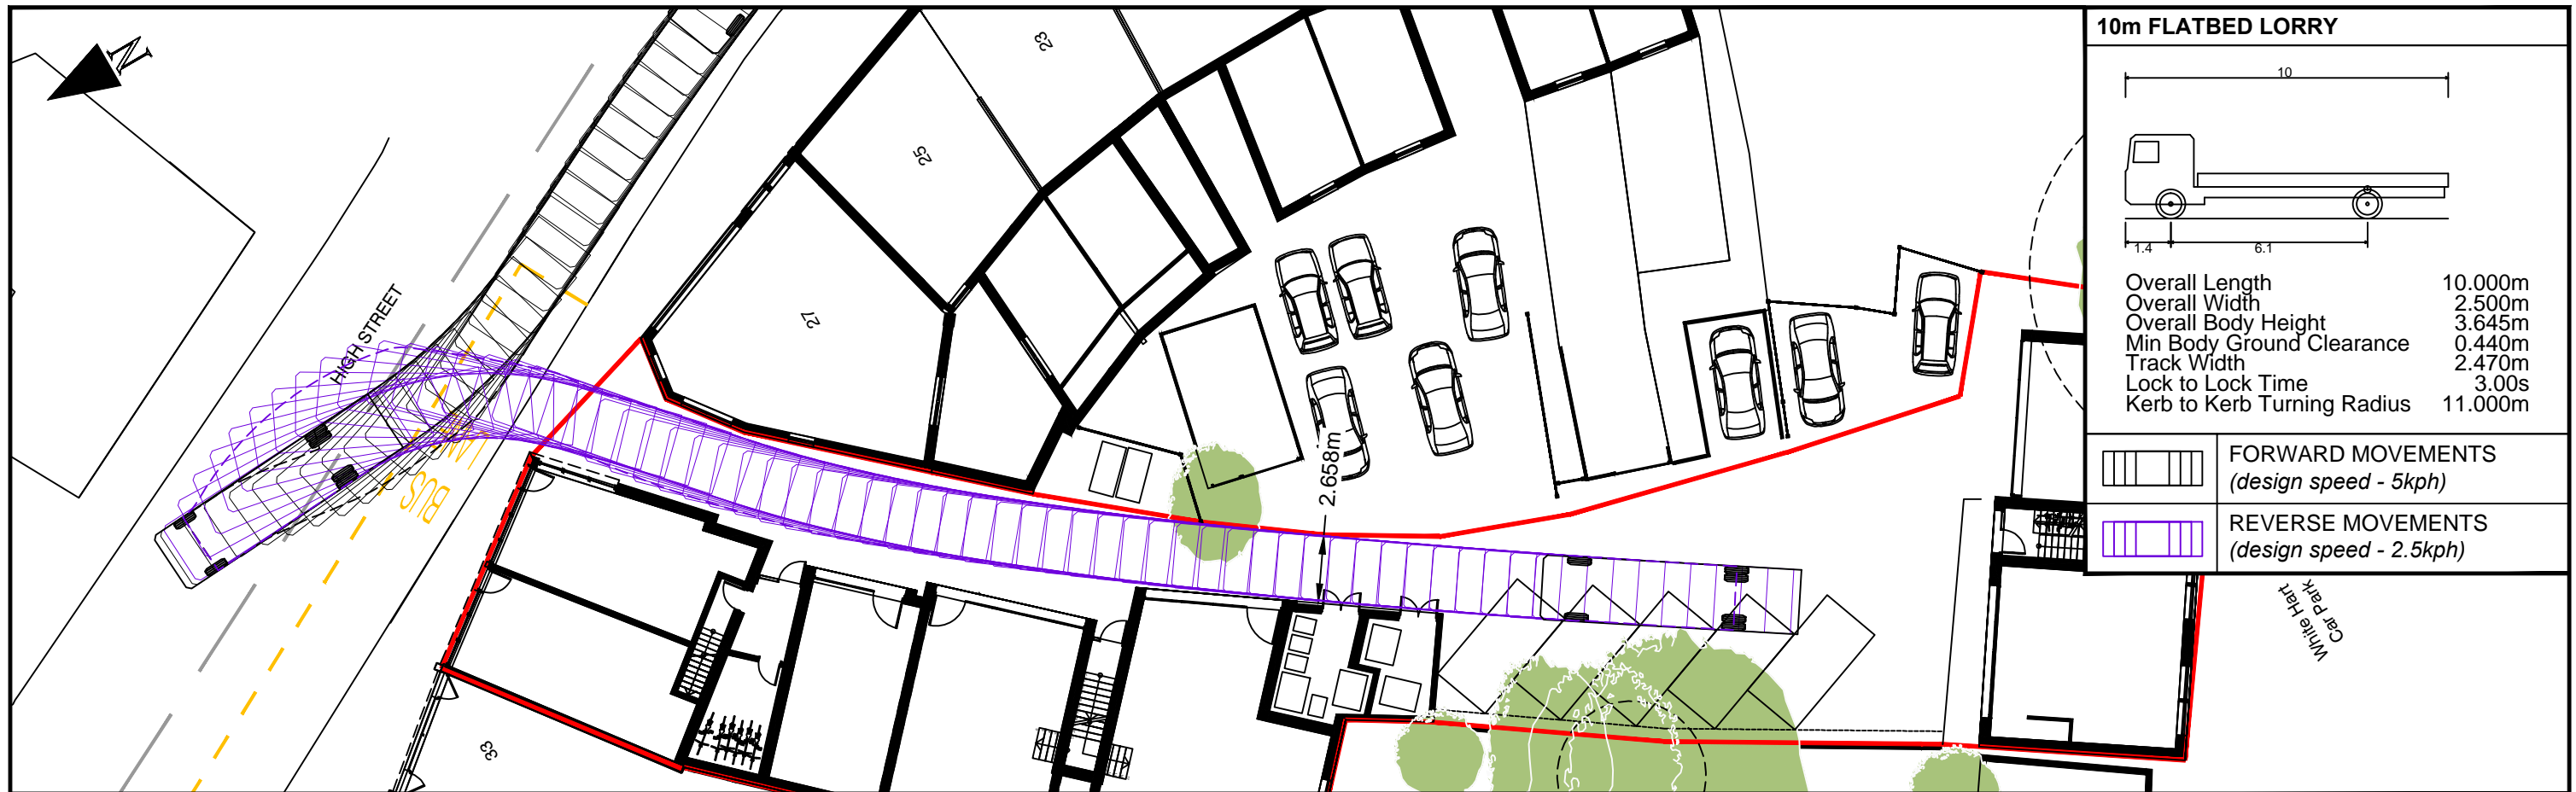 N
HIGH STREET
BUS
LANE
23
25
27
33
2.658m
White Hart
Car Park
10m FLATBED LORRY
10
1.4
6.1
Overall Length 10.000m
Overall Width 2.500m
Overall Body Height 3.645m
Min Body Ground Clearance 0.440m
Track Width 2.470m
Lock to Lock Time 3.00s
Kerb to Kerb Turning Radius 11.000m
FORWARD MOVEMENTS
(design speed - 5kph)
REVERSE MOVEMENTS
(design speed - 2.5kph)